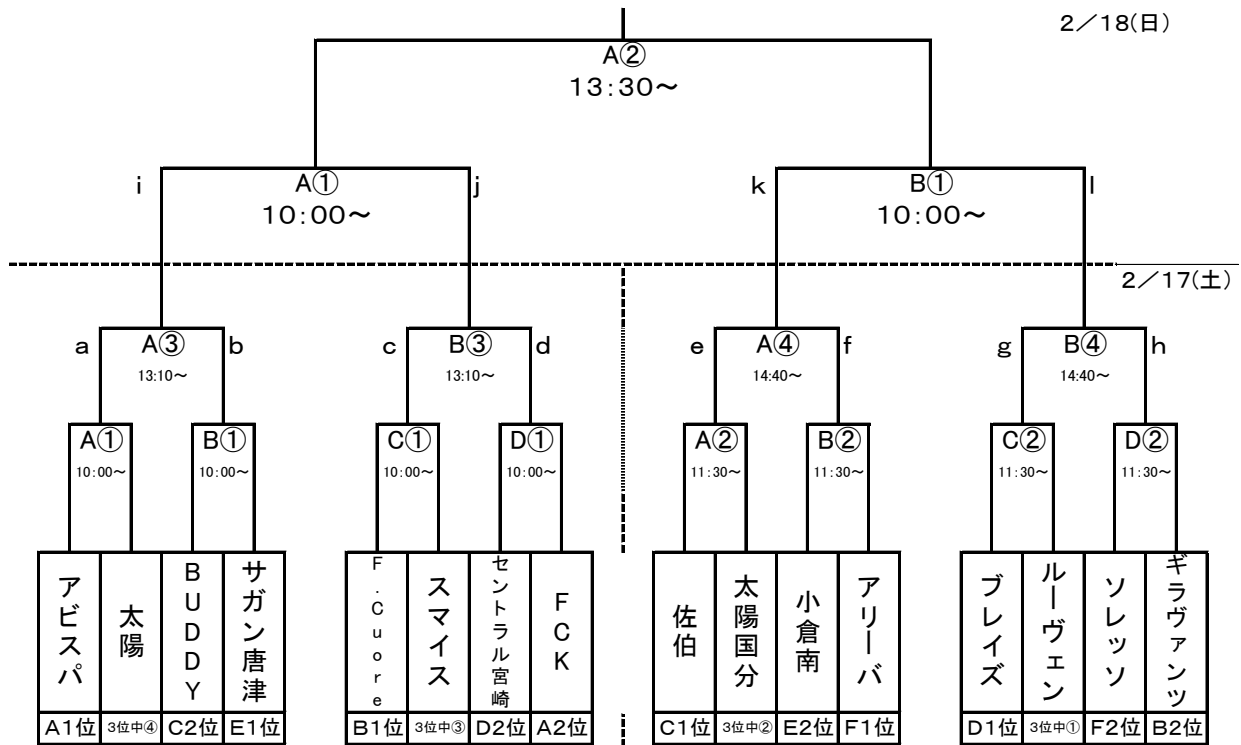 2／18(日)
A②
13:30～
i A① j k B① l
10:00～ 10:00～
2／17(土)
a A③ b c B③ d e A④ f g B④ h
13:10～ 13:10～ 14:40～ 14:40～
A① B① C① D① A② B② C② D②
10:00～ 10:00～ 10:00～ 10:00～ 11:30～ 11:30～ 11:30～ 11:30～
アビスパ
太陽
BUDDY
サガン唐津
F.Cuore
スマイス
セントラル宮崎
FCK
佐伯
太陽国分
小倉南
アリーバ
ブレイズ
ルーヴェン
ソレッソ
ギラヴァンツ
A1位 3位中④ C2位 E1位 B1位 3位中③ D2位 A2位 C1位 3位中② E2位 F1位 D1位 3位中① F2位 B2位